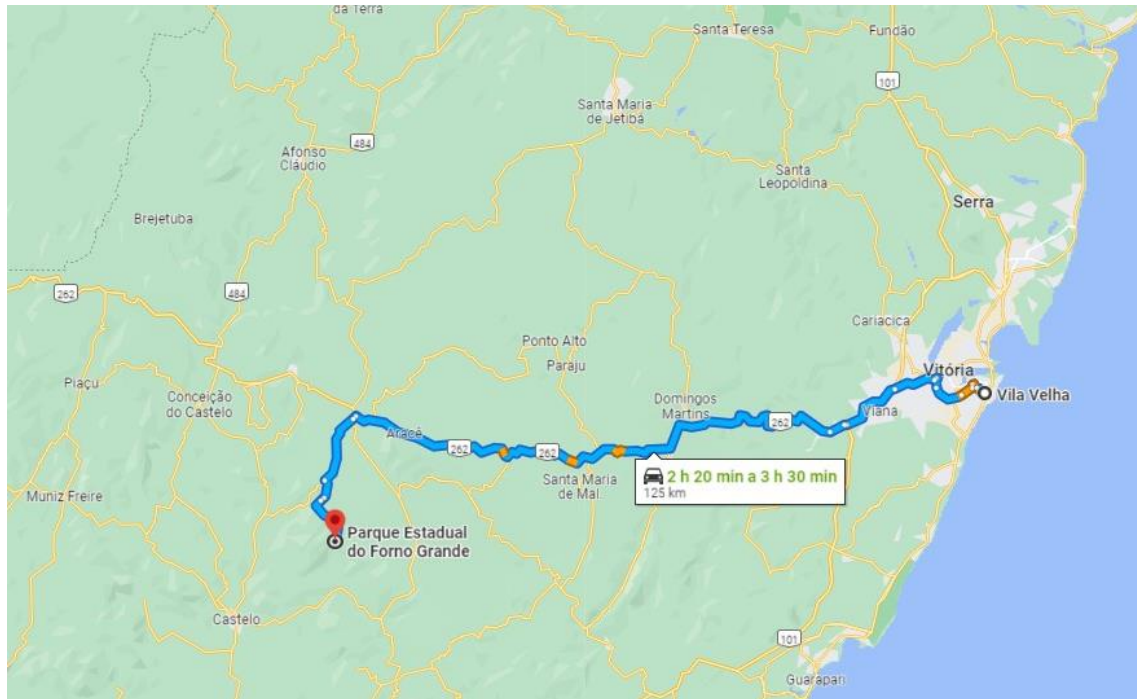 da Terra
Santa Teresa
Fundão
101
Santa Maria
de Jetibá
484
Afonso
Cláudio
Santa
Leopoldina
Serra
Brejetuba
262
484
Cariacica
Ponto Alto
Paraju
Vitória
Piaçu
Conceição
do Castelo
Domingos
Martins
Viana
Vila Velha
262
Aracê
262
262
Santa Maria
de Mal.
2 h 20 min a 3 h 30 min
125 km
Muniz Freire
Parque Estadual
do Forno Grande
Castelo
101
Guarapari